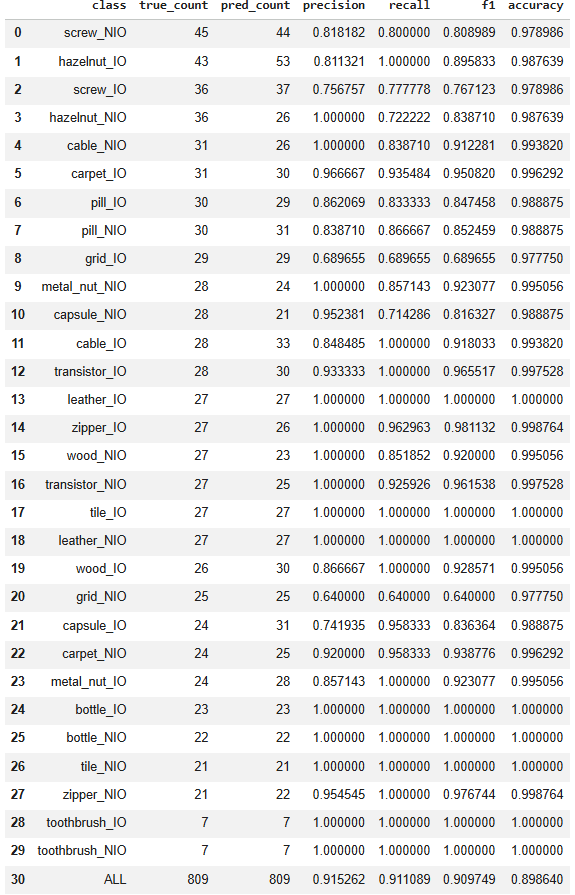 class true_count pred_count precision recall f1 accuracy
0 screw_NIO 45 44 0.818182 0.800000 0.808989 0.978986
1 hazelnut_IO 43 53 0.811321 1.000000 0.895833 0.987639
2 screw_IO 36 37 0.756757 0.777778 0.767123 0.978986
3 hazelnut_NIO 36 26 1.000000 0.722222 0.838710 0.987639
4 cable_NIO 31 26 1.000000 0.838710 0.912281 0.993820
5 carpet_IO 31 30 0.966667 0.935484 0.950820 0.996292
6 pill_IO 30 29 0.862069 0.833333 0.847458 0.988875
7 pill_NIO 30 31 0.838710 0.866667 0.852459 0.988875
8 grid_IO 29 29 0.689655 0.689655 0.689655 0.977750
9 metal_nut_NIO 28 24 1.000000 0.857143 0.923077 0.995056
10 capsule_NIO 28 21 0.952381 0.714286 0.816327 0.988875
11 cable_IO 28 33 0.848485 1.000000 0.918033 0.993820
12 transistor_IO 28 30 0.933333 1.000000 0.965517 0.997528
13 leather_IO 27 27 1.000000 1.000000 1.000000 1.000000
14 zipper_IO 27 26 1.000000 0.962963 0.981132 0.998764
15 wood_NIO 27 23 1.000000 0.851852 0.920000 0.995056
16 transistor_NIO 27 25 1.000000 0.925926 0.961538 0.997528
17 tile_IO 27 27 1.000000 1.000000 1.000000 1.000000
18 leather_NIO 27 27 1.000000 1.000000 1.000000 1.000000
19 wood_IO 26 30 0.866667 1.000000 0.928571 0.995056
20 grid_NIO 25 25 0.640000 0.640000 0.640000 0.977750
21 capsule_IO 24 31 0.741935 0.958333 0.836364 0.988875
22 carpet_NIO 24 25 0.920000 0.958333 0.938776 0.996292
23 metal_nut_IO 24 28 0.857143 1.000000 0.923077 0.995056
24 bottle_IO 23 23 1.000000 1.000000 1.000000 1.000000
25 bottle_NIO 22 22 1.000000 1.000000 1.000000 1.000000
26 tile_NIO 21 21 1.000000 1.000000 1.000000 1.000000
27 zipper_NIO 21 22 0.954545 1.000000 0.976744 0.998764
28 toothbrush_IO 7 7 1.000000 1.000000 1.000000 1.000000
29 toothbrush_NIO 7 7 1.000000 1.000000 1.000000 1.000000
30 ALL 809 809 0.915262 0.911089 0.909749 0.898640